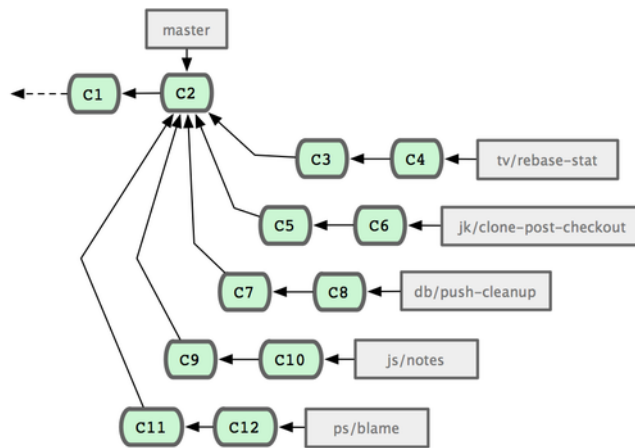 master
C1 C2
C3 C4 tv/rebase-stat
C5 C6 jk/clone-post-checkout
C7 C8 db/push-cleanup
C9 C10 js/notes
C11 C12 ps/blame